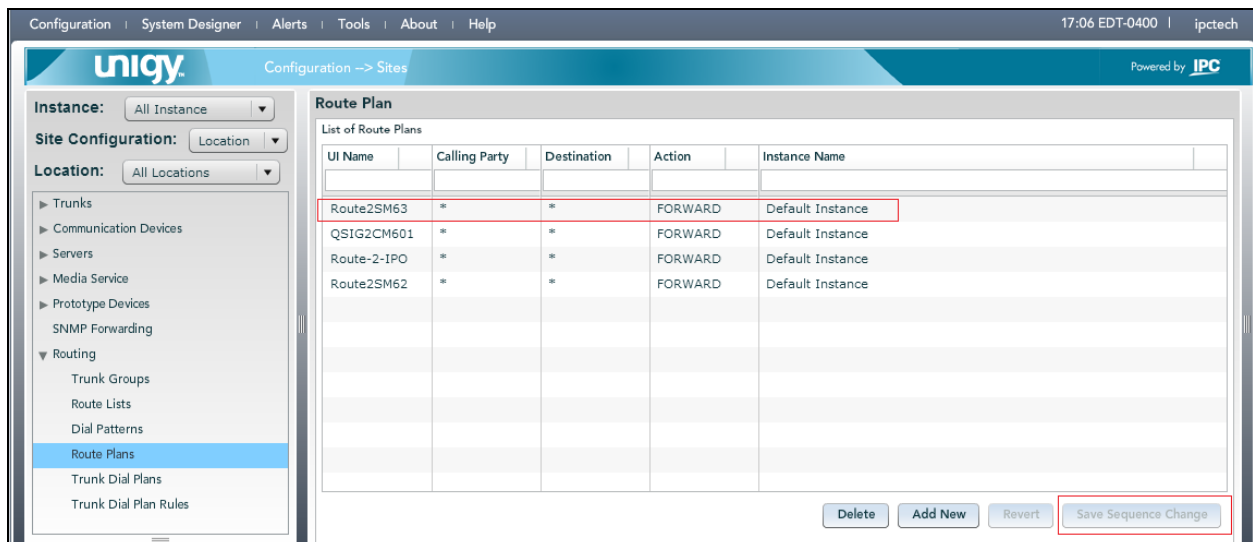 Configuration | System Designer | Alerts | Tools | About | Help 17:06 EDT-0400 | ipctech
unigy Configuration --> Sites Powered by IPC
Instance: All Instance
Site Configuration: Location
Location: All Locations
Trunks
Communication Devices
Servers
Media Service
Prototype Devices
SNMP Forwarding
Routing
Trunk Groups
Route Lists
Dial Patterns
Route Plans
Trunk Dial Plans
Trunk Dial Plan Rules
Route Plan
List of Route Plans
UI Name Calling Party Destination Action Instance Name
Route2SM63 * * FORWARD Default Instance
QSIG2CM601 * * FORWARD Default Instance
Route-2-IPO * * FORWARD Default Instance
Route2SM62 * * FORWARD Default Instance
Delete Add New Revert Save Sequence Change